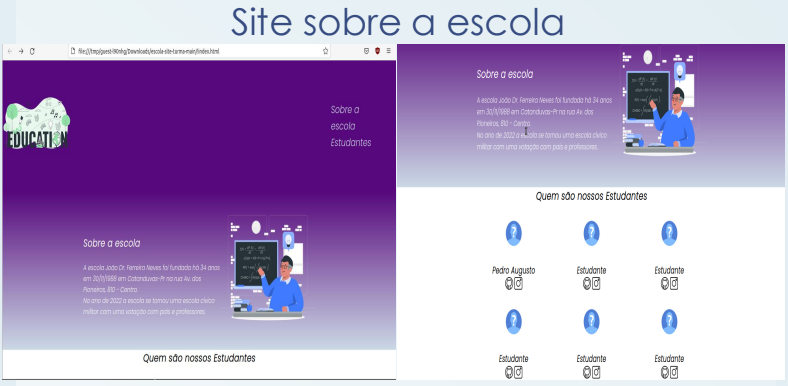 Site sobre a escola
file:///tmp/guest-l90nhg/Downloads/escola-site-turma-main/index.html
EDUCATION
Sobre a
escola
Estudantes
Sobre a escola
A escola João Dr. Ferreira Neves foi fundada há 34 anos
em 30/11/1988 em Catanduvas-Pr na rua Av. dos
Pioneiros, 810 - Centro.
No ano de 2022 a escola se tornou uma escola cívico
militar com uma votação com pais e professores.
Quem são nossos Estudantes
Sobre a escola
A escola João Dr. Ferreira Neves foi fundada há 34 anos
em 30/11/1988 em Catanduvas-Pr na rua Av. dos
Pioneiros, 810 - Centro.
No ano de 2022 a escola se tornou uma escola cívico
militar com uma votação com pais e professores.
Quem são nossos Estudantes
Pedro Augusto
Estudante
Estudante
Estudante
Estudante
Estudante